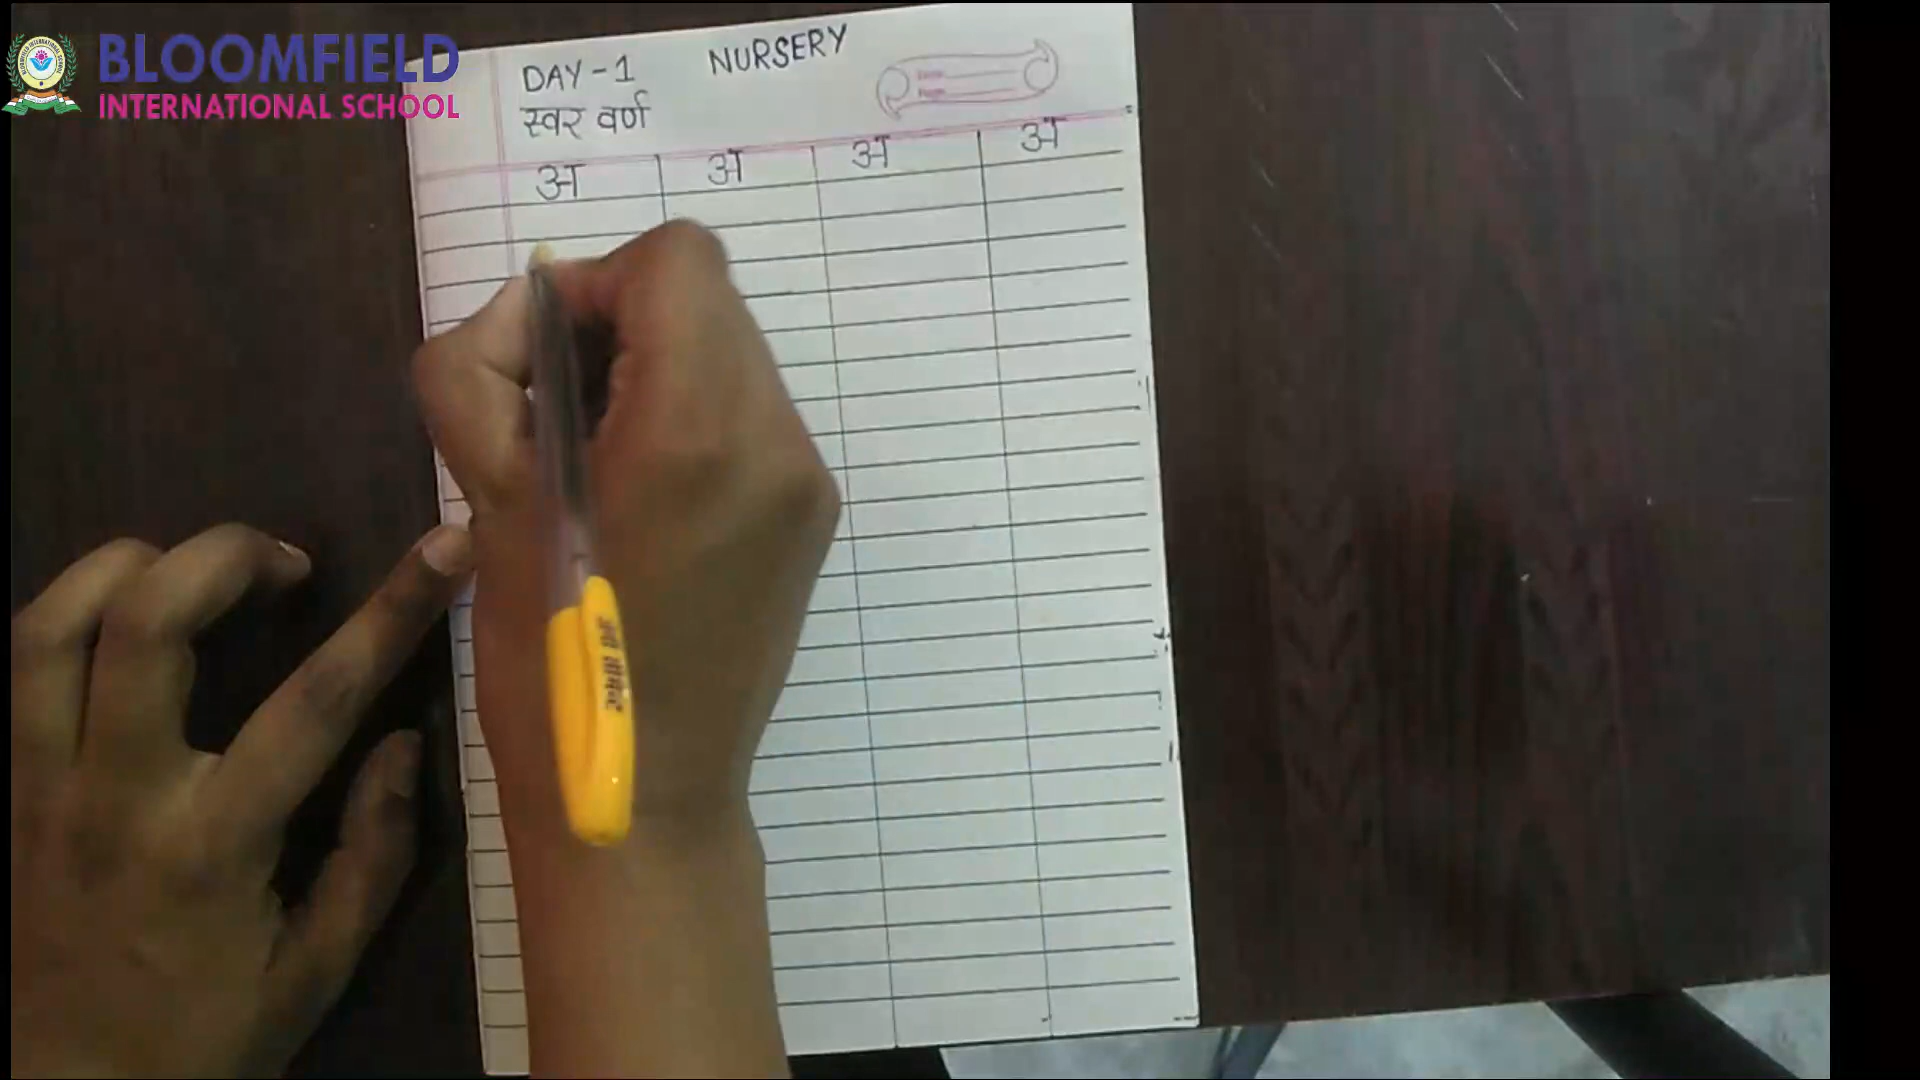 BLOOMFIELD
INTERNATIONAL SCHOOL
DAY-1 NURSERY
स्वर वर्ण
अ अ अ अ